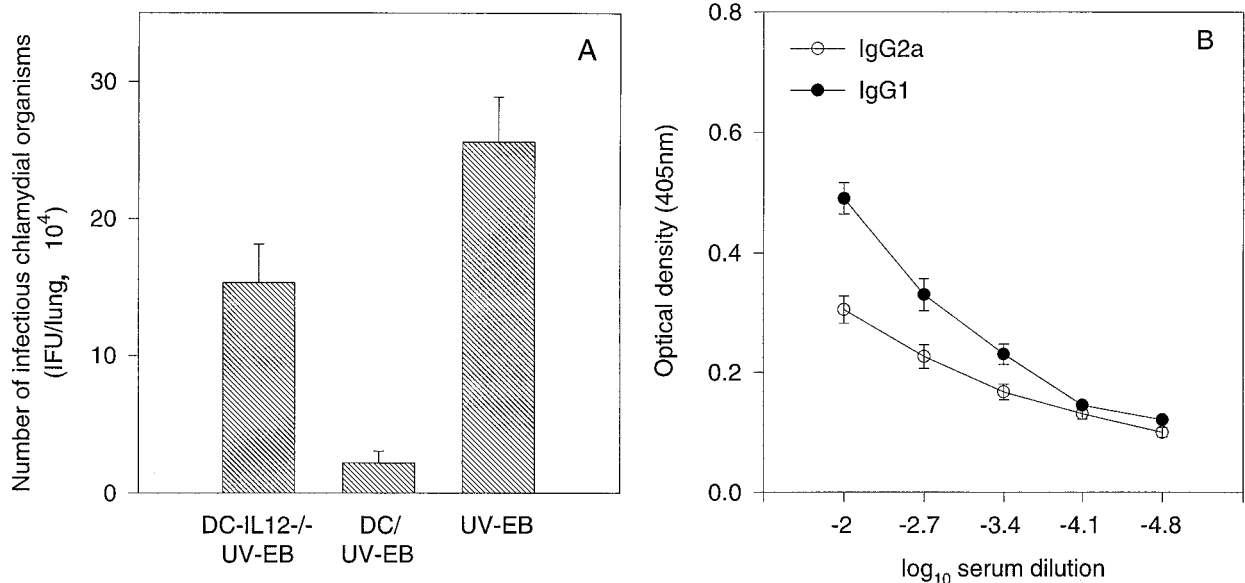 A
Number of infectious chlamydial organisms
(IFU/lung, 10⁴)
30
20
10
0
DC-IL12-/-
UV-EB
DC/
UV-EB
UV-EB
B
IgG2a
IgG1
Optical density (405nm)
0.8
0.6
0.4
0.2
0.0
-2
-2.7
-3.4
-4.1
-4.8
log₁₀ serum dilution